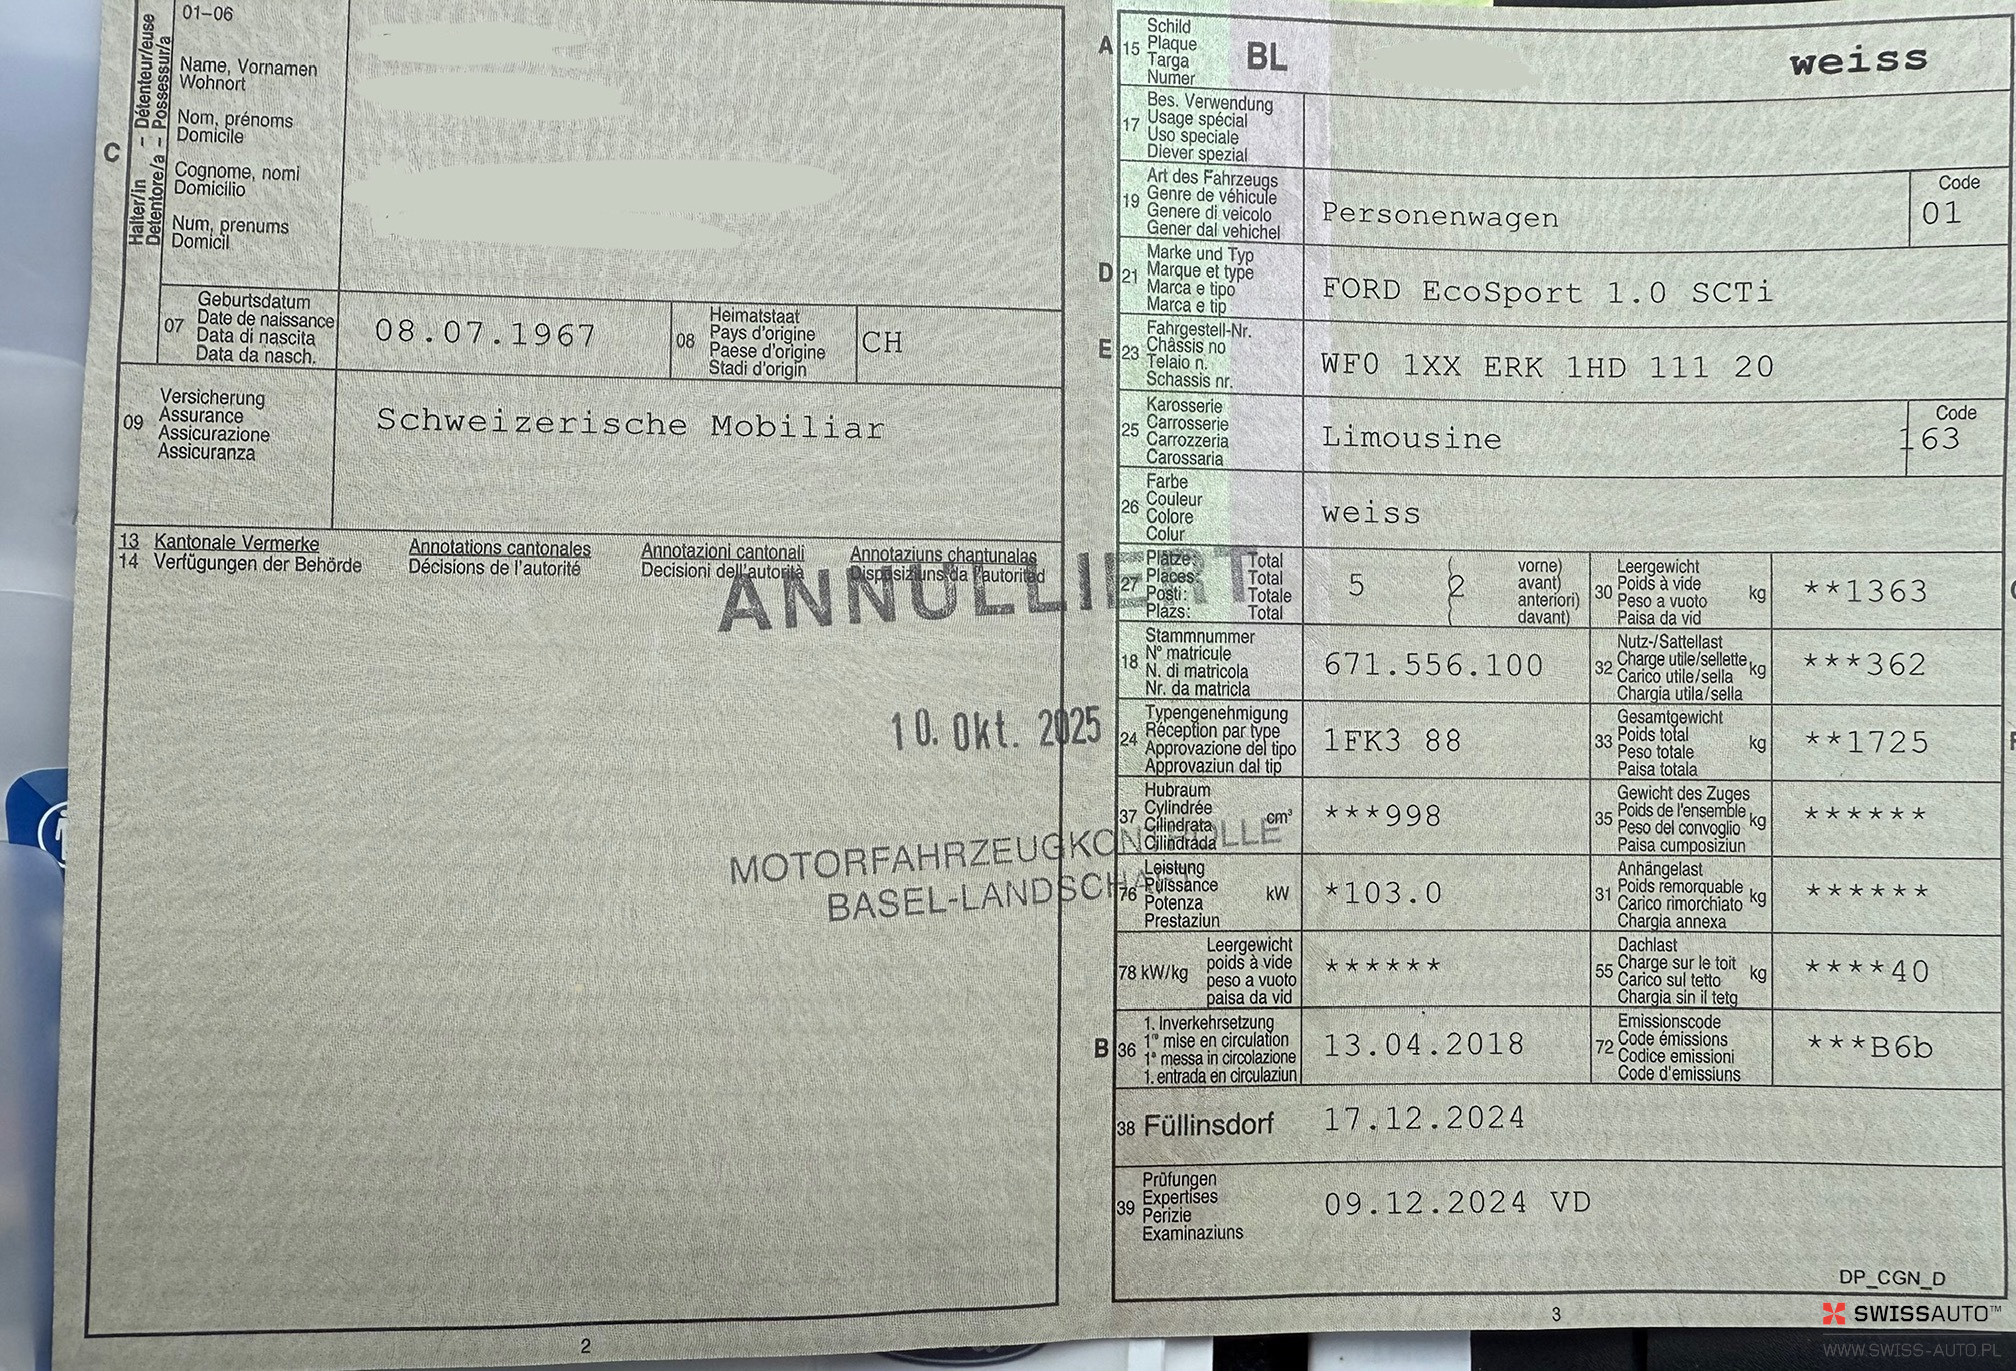 01-06
C
Halter/in - Détenteur/euse
Detentore/a - Possessur/a
Name, Vornamen
Wohnort
Nom, prénoms
Domicile
Cognome, nomi
Domicilio
Num, prenums
Domicil
07
Geburtsdatum
Date de naissance
Data di nascita
Data da nasch.
08.07.1967
08
Heimatstaat
Pays d'origine
Paese d'origine
Stadi d'origin
CH
09
Versicherung
Assurance
Assicurazione
Assicuranza
Schweizerische Mobiliar
13 Kantonale Vermerke Annotations cantonales Annotazioni cantonali Annotaziuns chantunalas
14 Verfügungen der Behörde Décisions de l'autorité Decisioni dell'autorità Disposiziuns da l'autoritad
ANNULLIERT
10. Okt. 2025
MOTORFAHRZEUGKONTROLLE
BASEL-LANDSCHAFT
2
A 15
Schild
Plaque
Targa
Numer
BL
weiss
17
Bes. Verwendung
Usage spécial
Uso speciale
Diever spezial
19
Art des Fahrzeugs
Genre de véhicule
Genere di veicolo
Gener dal vehichel
Personenwagen
Code
01
D 21
Marke und Typ
Marque et type
Marca e tipo
Marca e tip
FORD EcoSport 1.0 SCTi
E 23
Fahrgestell-Nr.
Châssis no
Telaio n.
Schassis nr.
WF0 1XX ERK 1HD 111 20
25
Karosserie
Carrosserie
Carrozzeria
Carossaria
Limousine
Code
163
26
Farbe
Couleur
Colore
Colur
weiss
27
Plätze: Total
Places: Total
Posti: Totale
Plazs: Total
5 (2
vorne)
avant)
anteriori)
davant)
30
Leergewicht
Poids à vide
Peso a vuoto
Paisa da vid
kg
**1363
18
Stammnummer
N° matricule
N. di matricola
Nr. da matricla
671.556.100
32
Nutz-/Sattellast
Charge utile/sellette
Carico utile/sella
Chargia utila/sella
kg
***362
24
Typengenehmigung
Réception par type
Approvazione del tipo
Approvaziun dal tip
1FK3 88
33
Gesamtgewicht
Poids total
Peso totale
Paisa totala
kg
**1725
37
Hubraum
Cylindrée
Cilindrata
Cilindrada
cm³
***998
35
Gewicht des Zuges
Poids de l'ensemble
Peso del convoglio
Paisa cumposiziun
kg
******
76
Leistung
Puissance
Potenza
Prestaziun
kW
*103.0
31
Anhängelast
Poids remorquable
Carico rimorchiato
Chargia annexa
kg
******
78 kW/kg
Leergewicht
poids à vide
peso a vuoto
paisa da vid
******
55
Dachlast
Charge sur le toit
Carico sul tetto
Chargia sin il tetg
kg
****40
B 36
1. Inverkehrsetzung
1re mise en circulation
1a messa in circolazione
1. entrada en circulaziun
13.04.2018
72
Emissionscode
Code émissions
Codice emissioni
Code d'emissiuns
***B6b
38 Füllinsdorf 17.12.2024
39
Prüfungen
Expertises
Perizie
Examinaziuns
09.12.2024 VD
DP_CGN_D
3
SWISSAUTO™
WWW.SWISS-AUTO.PL